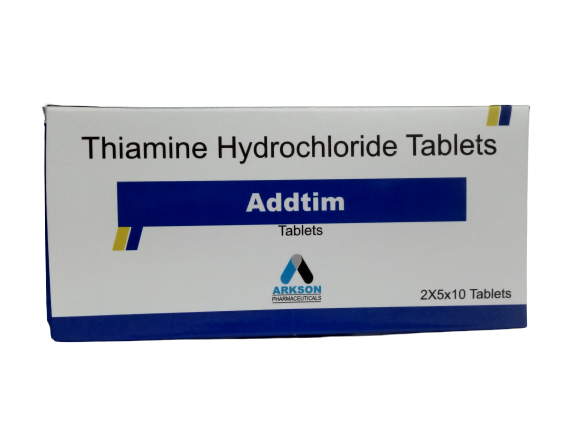 Thiamine Hydrochloride Tablets
Addtim
Tablets
ARKSON
PHARMACEUTICALS
2X5x10 Tablets